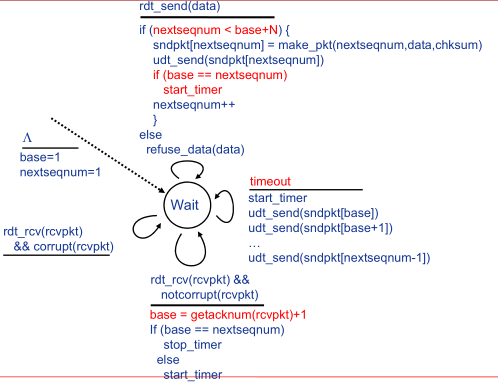 rdt_send(data)
if (nextseqnum < base+N) {
sndpkt[nextseqnum] = make_pkt(nextseqnum,data,chksum)
udt_send(sndpkt[nextseqnum])
if (base == nextseqnum)
start_timer
nextseqnum++
}
else
refuse_data(data)
Λ
base=1
nextseqnum=1
Wait
timeout
start_timer
udt_send(sndpkt[base])
udt_send(sndpkt[base+1])
…
udt_send(sndpkt[nextseqnum-1])
rdt_rcv(rcvpkt)
&& corrupt(rcvpkt)
rdt_rcv(rcvpkt) &&
notcorrupt(rcvpkt)
base = getacknum(rcvpkt)+1
If (base == nextseqnum)
stop_timer
else
start_timer